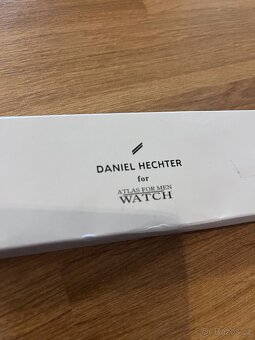 DANIEL HECHTER
for
ATLAS FOR MEN
WATCH